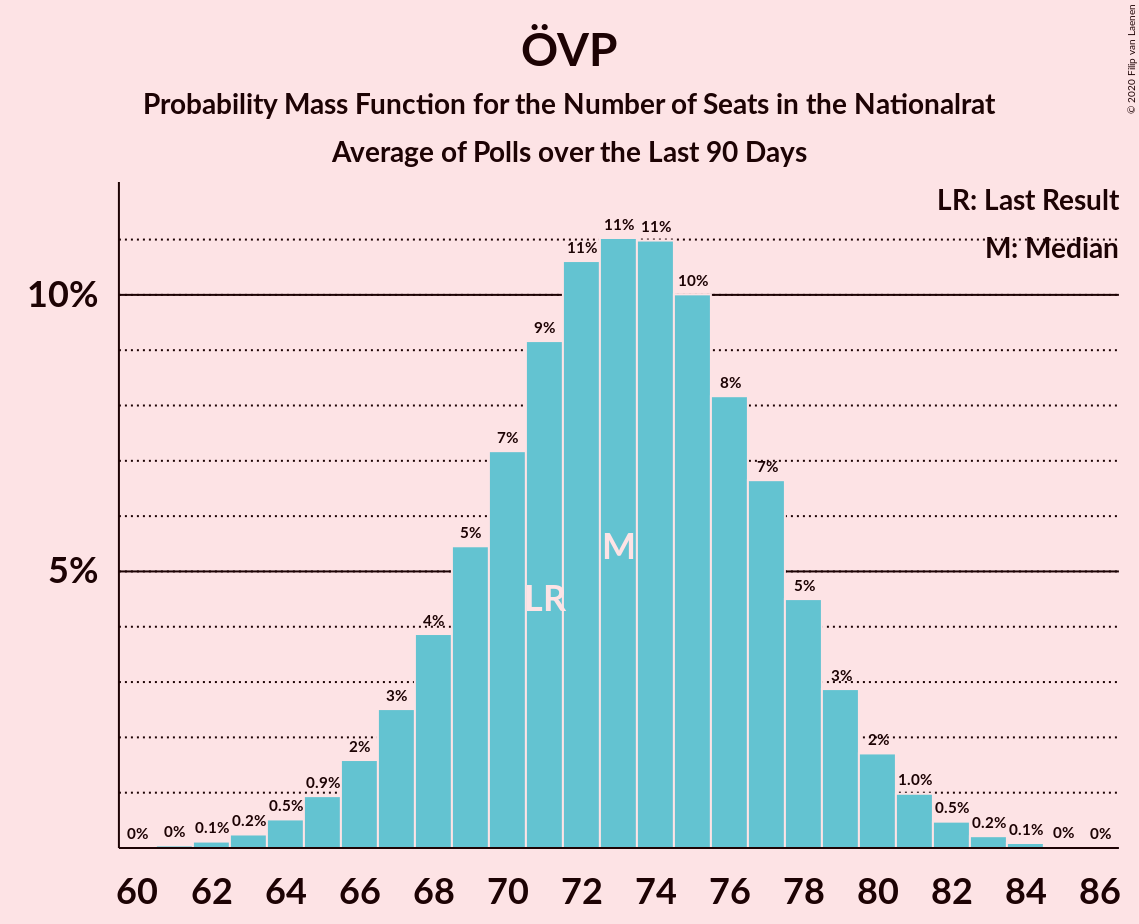 ÖVP
Probability Mass Function for the Number of Seats in the Nationalrat
Average of Polls over the Last 90 Days
© 2020 Filip van Laenen
LR: Last Result
M: Median
10%
5%
0% 0% 0.1% 0.2% 0.5% 0.9% 2% 3% 4% 5% 7% 9% 11% 11% 11% 10% 8% 7% 5% 3% 2% 1.0% 0.5% 0.2% 0.1% 0% 0%
M
LR
60 62 64 66 68 70 72 74 76 78 80 82 84 86